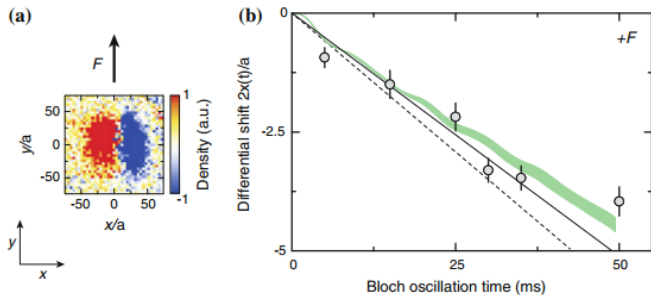 (a)
F
y/a
50
0
-50
-50 0 50
x/a
1
-1
Density (a.u.)
y
x
(b)
+F
Differential shift 2x(t)/a
0
-2.5
-5
0 25 50
Bloch oscillation time (ms)